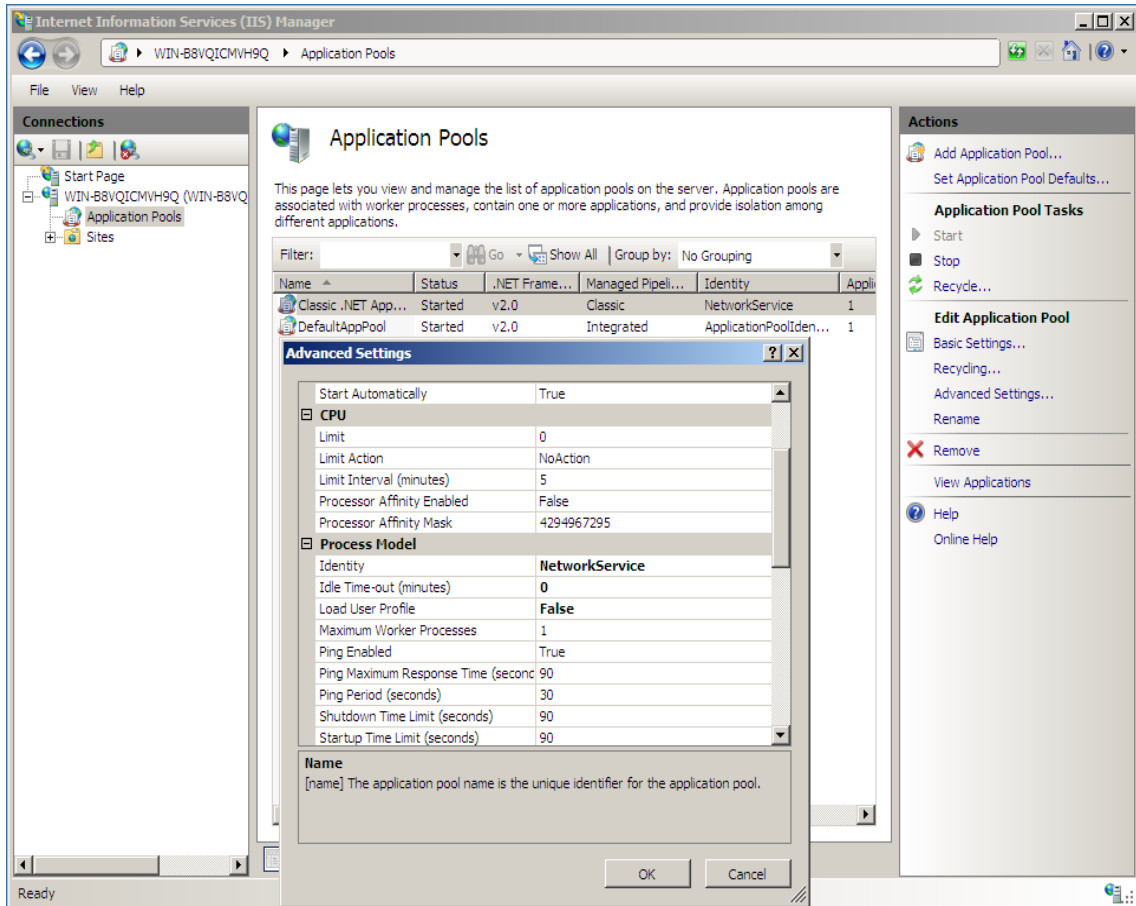 Internet Information Services (IIS) Manager
WIN-B8VQICMVH9Q Application Pools
File View Help
Connections
Start Page
WIN-B8VQICMVH9Q (WIN-B8VQ
Application Pools
Sites
Application Pools
This page lets you view and manage the list of application pools on the server. Application pools are
associated with worker processes, contain one or more applications, and provide isolation among
different applications.
Filter: Go Show All Group by: No Grouping
Name Status .NET Frame... Managed Pipeli... Identity Appli
Classic .NET App... Started v2.0 Classic NetworkService 1
DefaultAppPool Started v2.0 Integrated ApplicationPoolIden... 1
Advanced Settings
Start Automatically True
CPU
Limit 0
Limit Action NoAction
Limit Interval (minutes) 5
Processor Affinity Enabled False
Processor Affinity Mask 4294967295
Process Model
Identity NetworkService
Idle Time-out (minutes) 0
Load User Profile False
Maximum Worker Processes 1
Ping Enabled True
Ping Maximum Response Time (second 90
Ping Period (seconds) 30
Shutdown Time Limit (seconds) 90
Startup Time Limit (seconds) 90
Name
[name] The application pool name is the unique identifier for the application pool.
OK Cancel
Actions
Add Application Pool...
Set Application Pool Defaults...
Application Pool Tasks
Start
Stop
Recycle...
Edit Application Pool
Basic Settings...
Recycling...
Advanced Settings...
Rename
Remove
View Applications
Help
Online Help
Ready